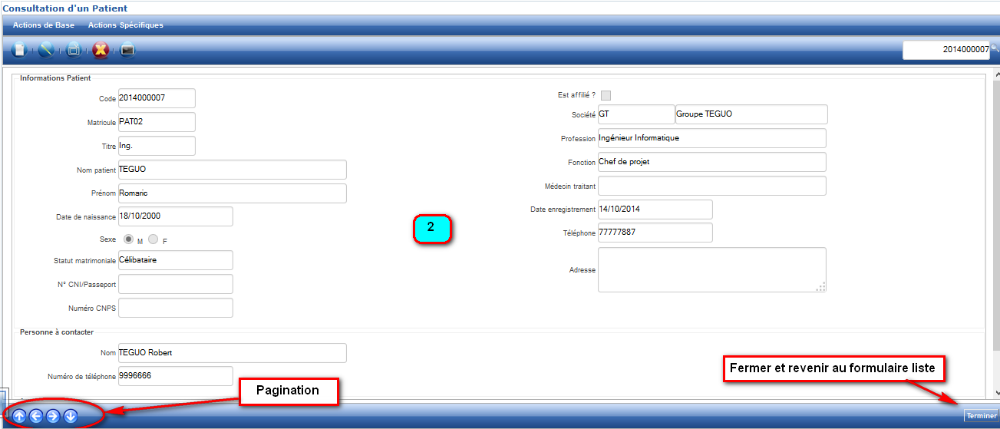 Consultation d'un Patient
Actions de Base Actions Spécifiques
2014000007
Informations Patient
Code 2014000007
Matricule PAT02
Titre Ing.
Nom patient TEGUO
Prénom Romaric
Date de naissance 18/10/2000
Sexe M F
Statut matrimoniale Célibataire
N° CNI/Passeport
Numéro CNPS
Est affilié ?
Société GT Groupe TEGUO
Profession Ingénieur Informatique
Fonction Chef de projet
Médecin traitant
Date enregistrement 14/10/2014
Téléphone 77777887
Adresse
2
Personne à contacter
Nom TEGUO Robert
Numéro de téléphone 9996666
Pagination
Fermer et revenir au formulaire liste
Terminer